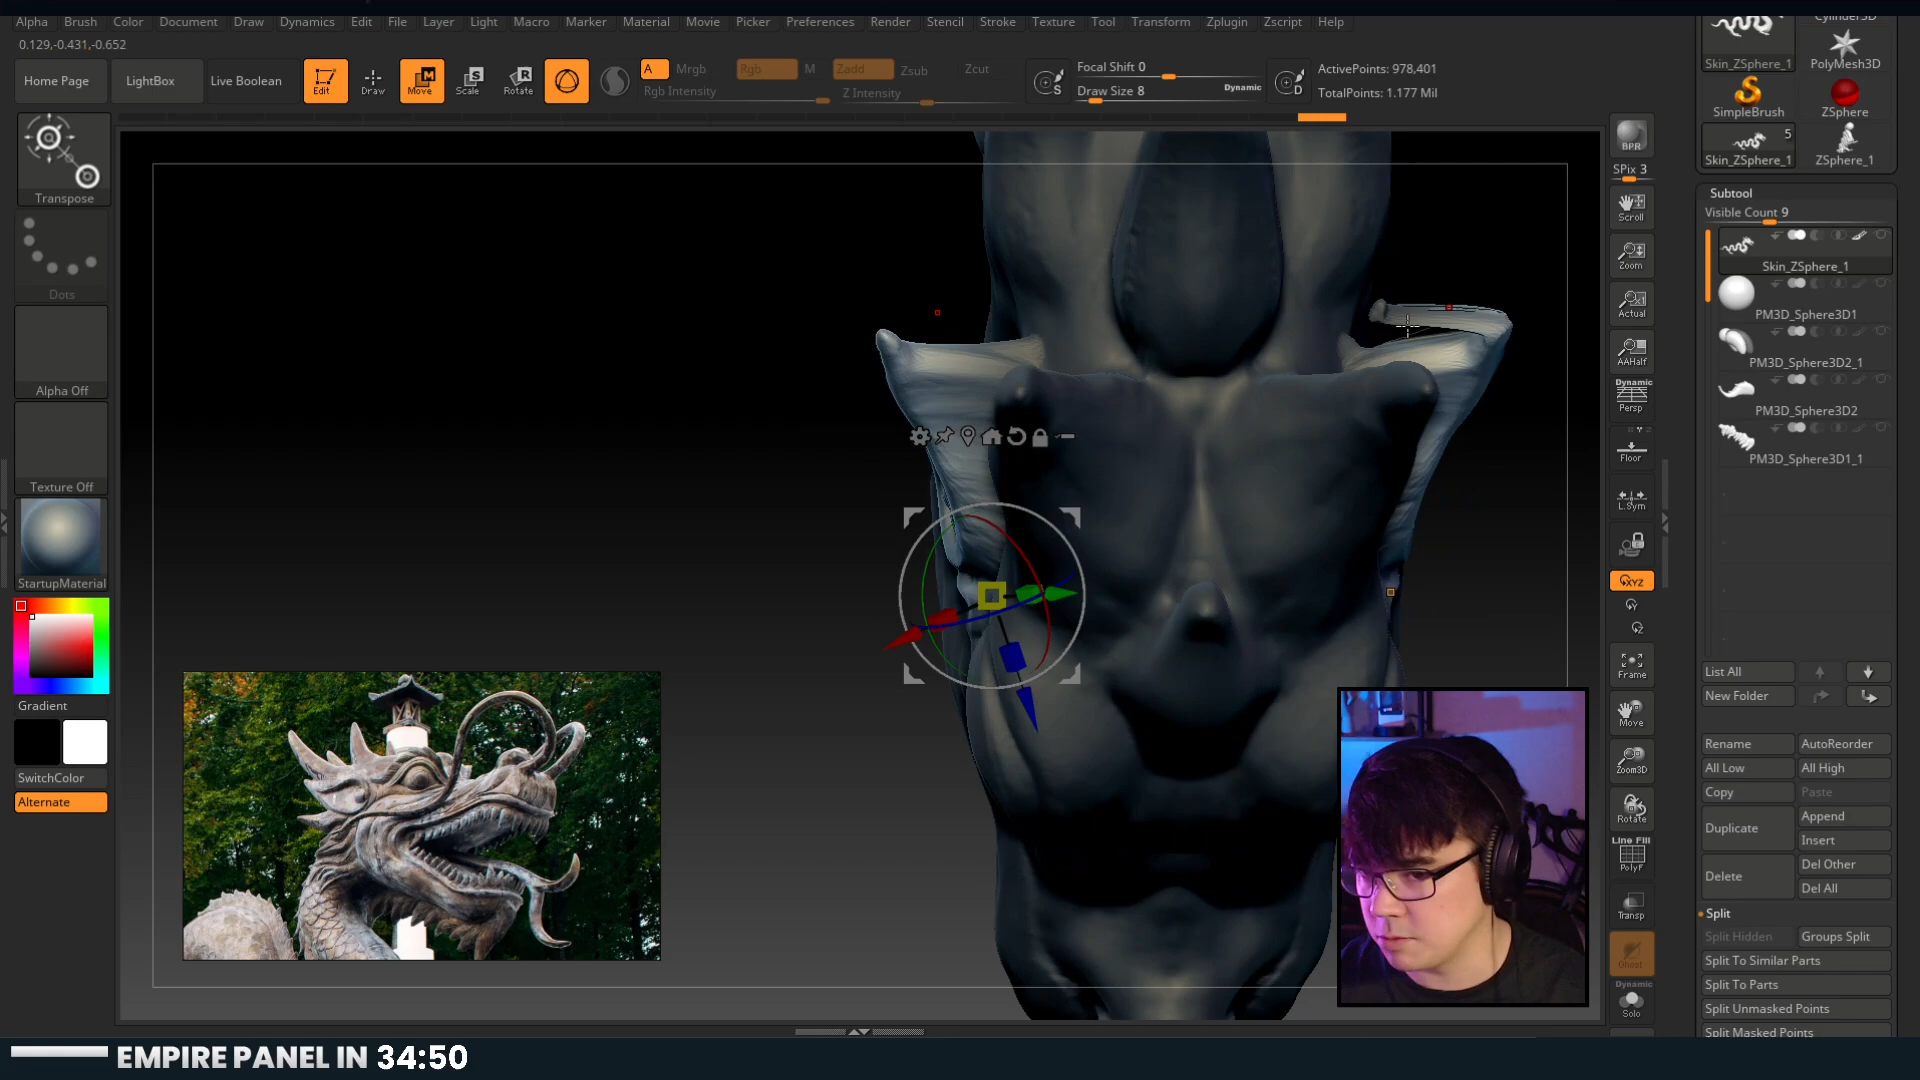 Alpha Brush Color Document Draw Dynamics Edit File Layer Light Macro Marker Material Movie Picker Preferences Render Stencil Stroke Texture Tool Transform Zplugin Zscript Help
0.129,-0.431,-0.652
Home Page
LightBox
Live Boolean
Edit
Draw
M
Move
S
Scale
R
Rotate
A
Mrgb
Rgb
M
Zadd
Zsub
Zcut
Rgb Intensity
Z Intensity
S
Focal Shift 0
Draw Size 8
Dynamic
D
ActivePoints: 978,401
TotalPoints: 1.177 Mil
Transpose
Dots
Alpha Off
Texture Off
StartupMaterial
Gradient
SwitchColor
Alternate
BPR
SPix 3
Scroll
Zoom
Actual
AAHalf
Dynamic
Persp
Floor
L.Sym
XYZ
Frame
Move
Zoom3D
Rotate
Line Fill
PolyF
Transp
Ghost
Dynamic
Solo
Cylinder3D
Skin_ZSphere_1
PolyMesh3D
SimpleBrush
ZSphere
5
Skin_ZSphere_1
ZSphere_1
Subtool
Visible Count 9
Skin_ZSphere_1
PM3D_Sphere3D1
PM3D_Sphere3D2_1
PM3D_Sphere3D2
PM3D_Sphere3D1_1
List All
New Folder
Rename
AutoReorder
All Low
All High
Copy
Paste
Duplicate
Append
Insert
Delete
Del Other
Del All
Split
Split Hidden
Groups Split
Split To Similar Parts
Split To Parts
Split Unmasked Points
Split Masked Points
EMPIRE PANEL IN 34:50